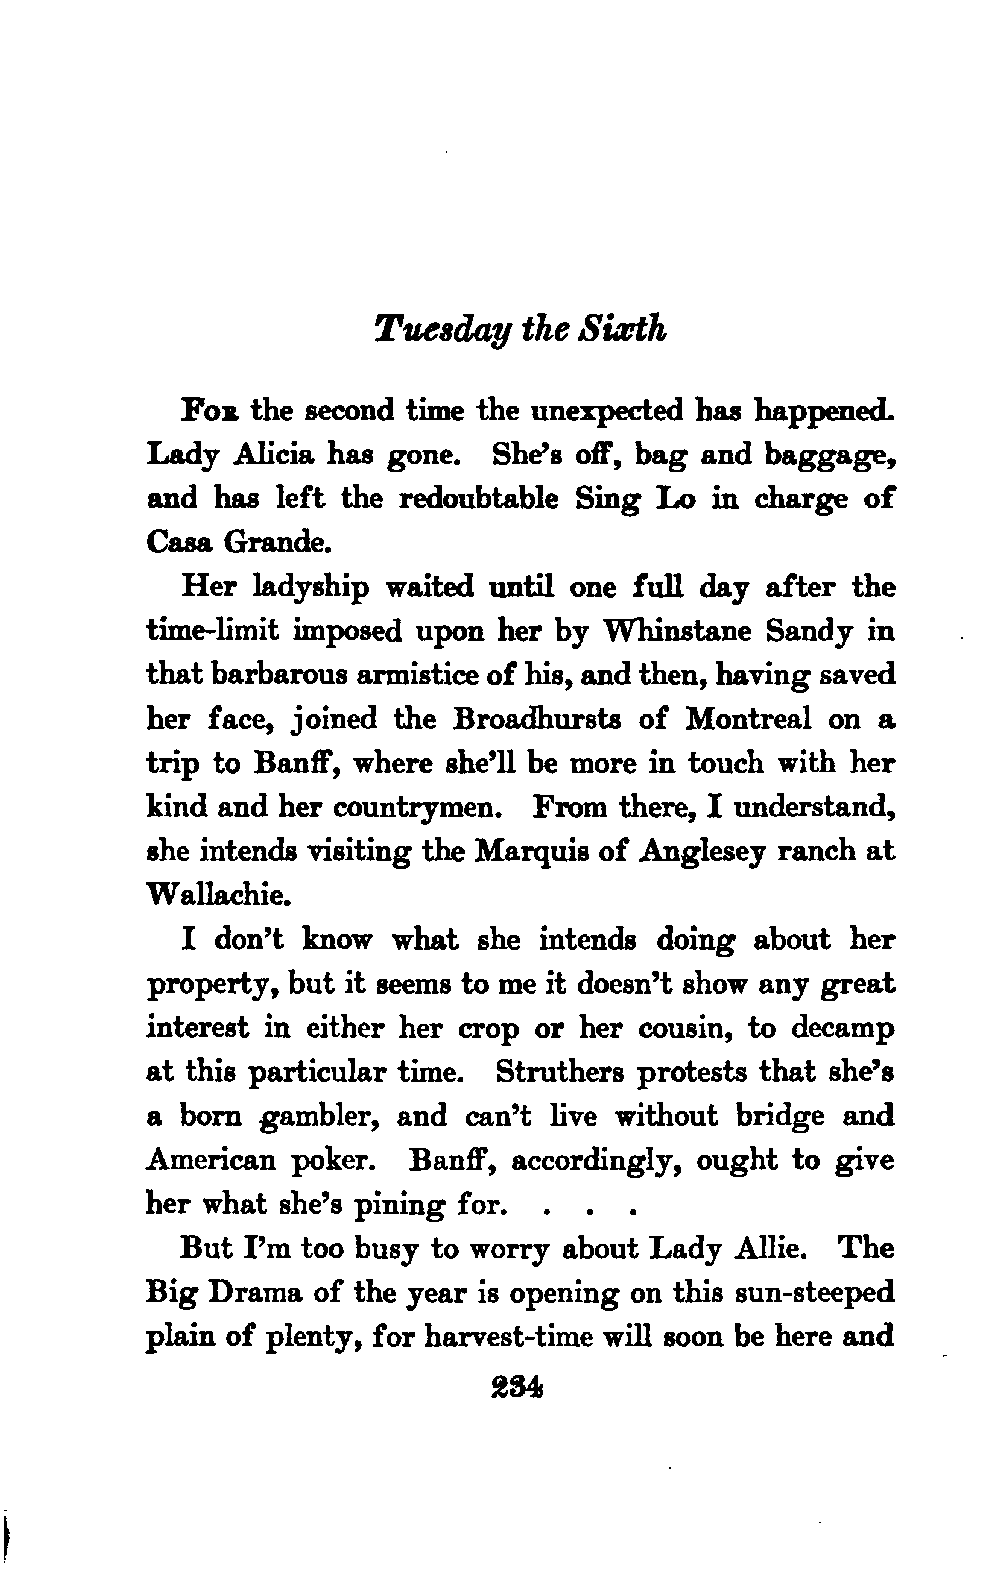 Tuesday the Sixth
For the second time the unexpected has happened.
Lady Alicia has gone. She's off, bag and baggage,
and has left the redoubtable Sing Lo in charge of
Casa Grande.
Her ladyship waited until one full day after the
time-limit imposed upon her by Whinstane Sandy in
that barbarous armistice of his, and then, having saved
her face, joined the Broadhursts of Montreal on a
trip to Banff, where she'll be more in touch with her
kind and her countrymen. From there, I understand,
she intends visiting the Marquis of Anglesey ranch at
Wallachie.
I don't know what she intends doing about her
property, but it seems to me it doesn't show any great
interest in either her crop or her cousin, to decamp
at this particular time. Struthers protests that she's
a born gambler, and can't live without bridge and
American poker. Banff, accordingly, ought to give
her what she's pining for. . . .
But I'm too busy to worry about Lady Allie. The
Big Drama of the year is opening on this sun-steeped
plain of plenty, for harvest-time will soon be here and
234